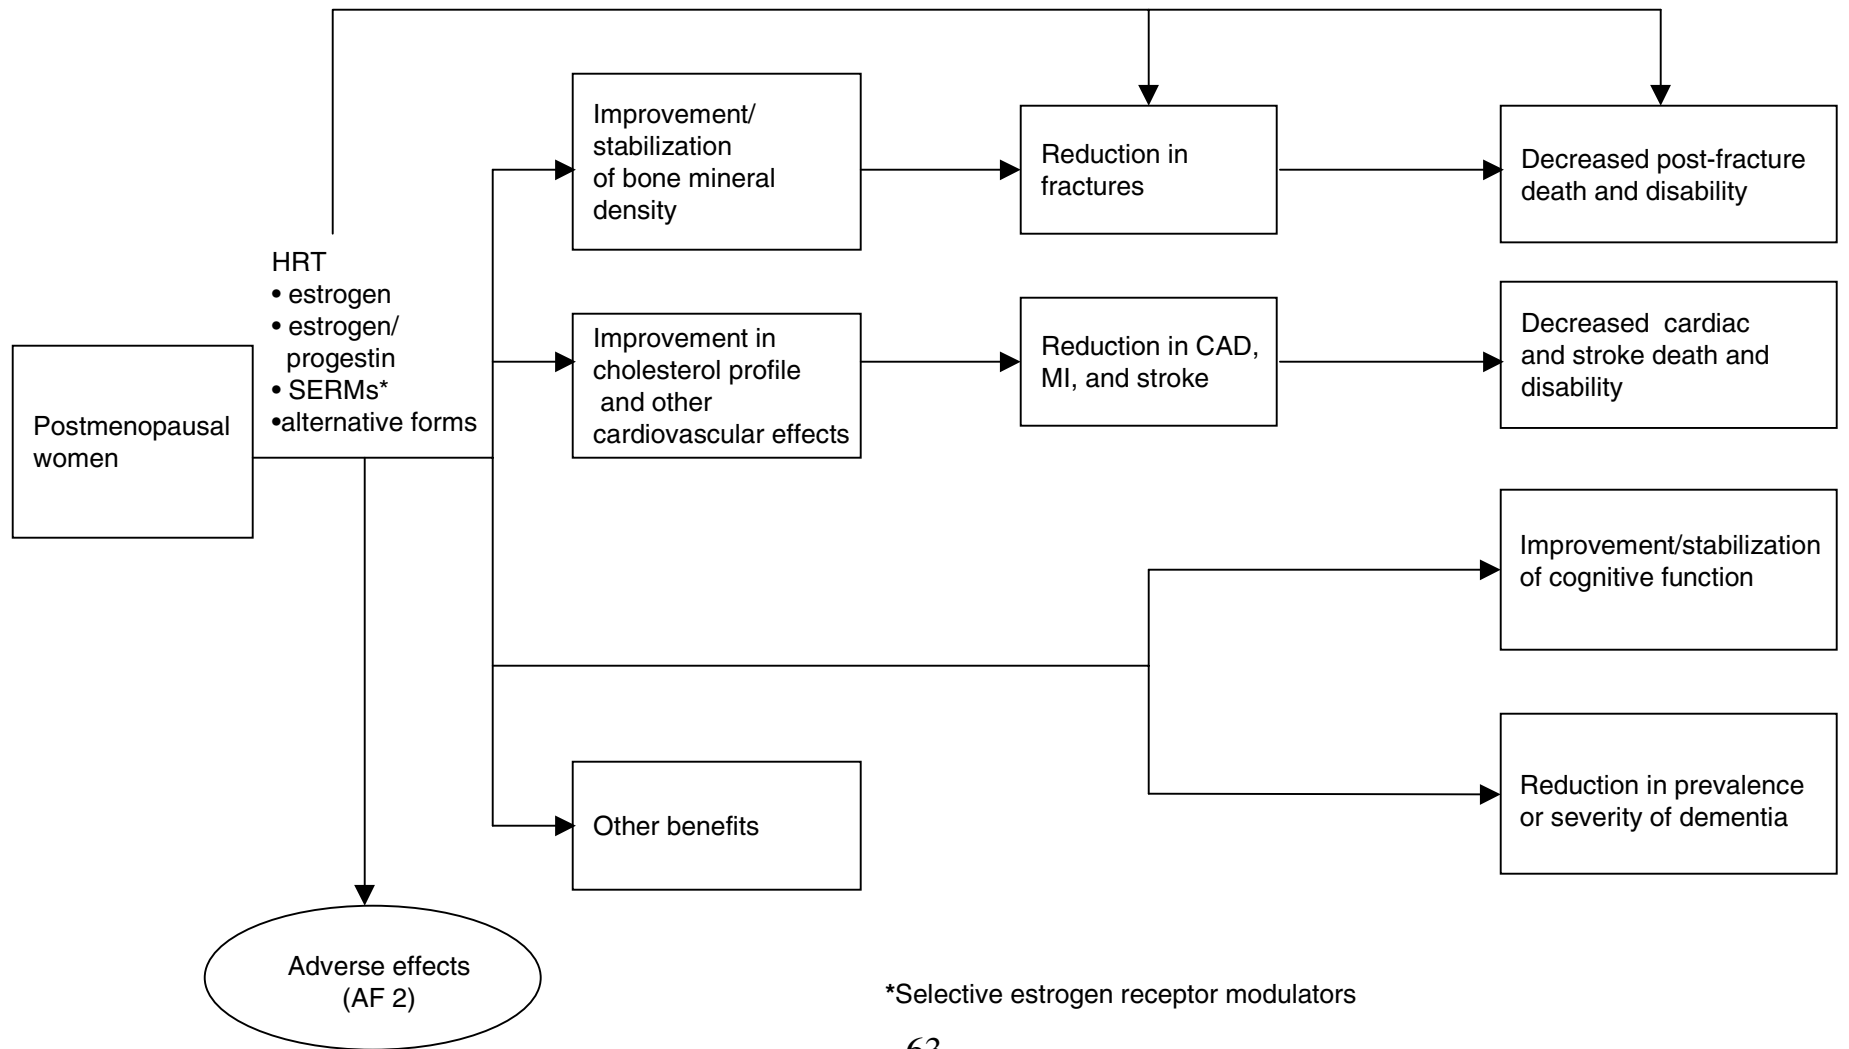 Improvement/
stabilization
of bone mineral
density
Reduction in
fractures
Decreased post-fracture
death and disability
HRT
• estrogen
• estrogen/
progestin
• SERMs*
•alternative forms
Postmenopausal
women
Improvement in
cholesterol profile
and other
cardiovascular effects
Reduction in CAD,
MI, and stroke
Decreased cardiac
and stroke death and
disability
Improvement/stabilization
of cognitive function
Reduction in prevalence
or severity of dementia
Other benefits
Adverse effects
(AF 2)
*Selective estrogen receptor modulators